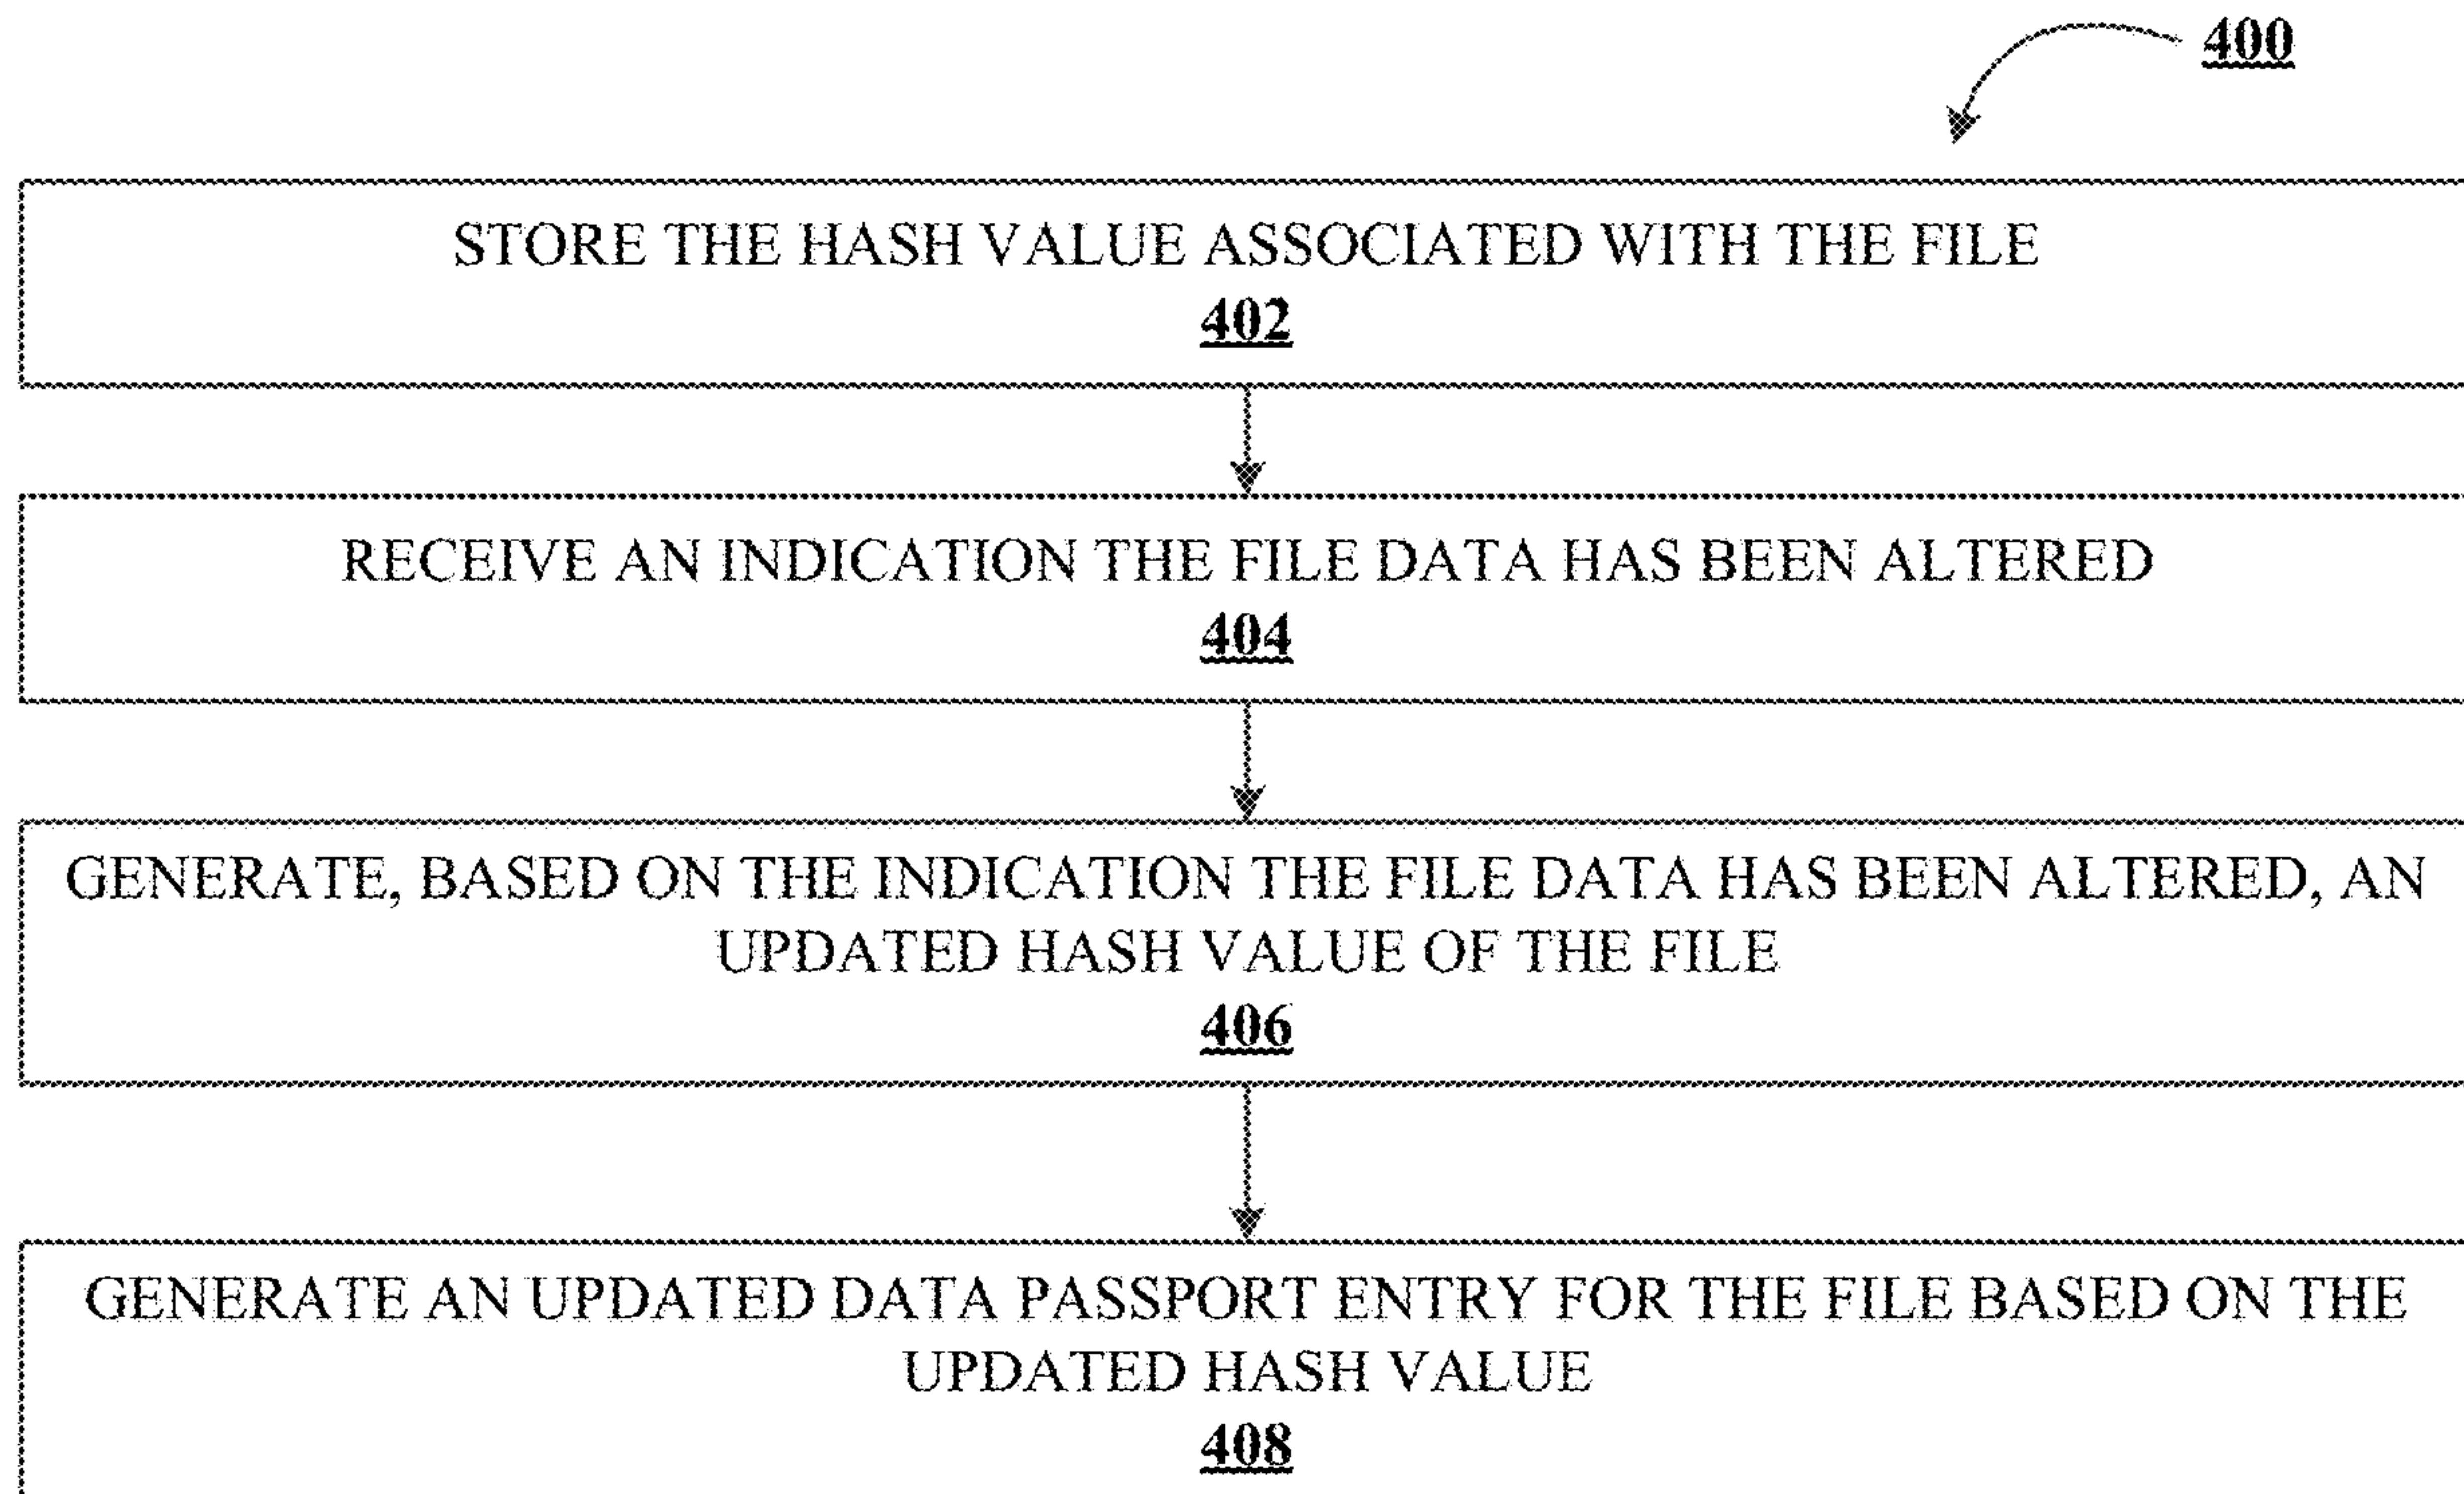 400
STORE THE HASH VALUE ASSOCIATED WITH THE FILE
402
RECEIVE AN INDICATION THE FILE DATA HAS BEEN ALTERED
404
GENERATE, BASED ON THE INDICATION THE FILE DATA HAS BEEN ALTERED, AN
UPDATED HASH VALUE OF THE FILE
406
GENERATE AN UPDATED DATA PASSPORT ENTRY FOR THE FILE BASED ON THE
UPDATED HASH VALUE
408